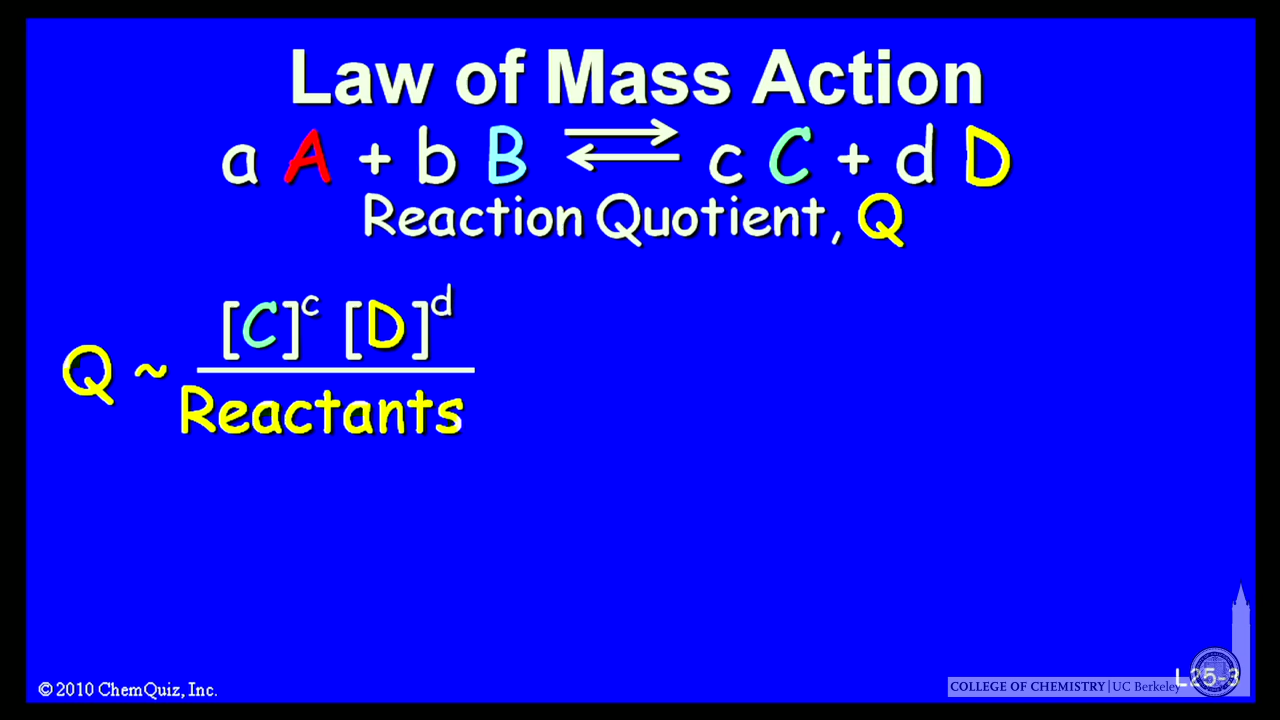 Law of Mass Action
a A + b B ⇌ c C + d D
Reaction Quotient, Q
Q ~ [C]^c [D]^d
Reactants
© 2010 ChemQuiz, Inc.
COLLEGE OF CHEMISTRY | UC Berkeley
L25-3